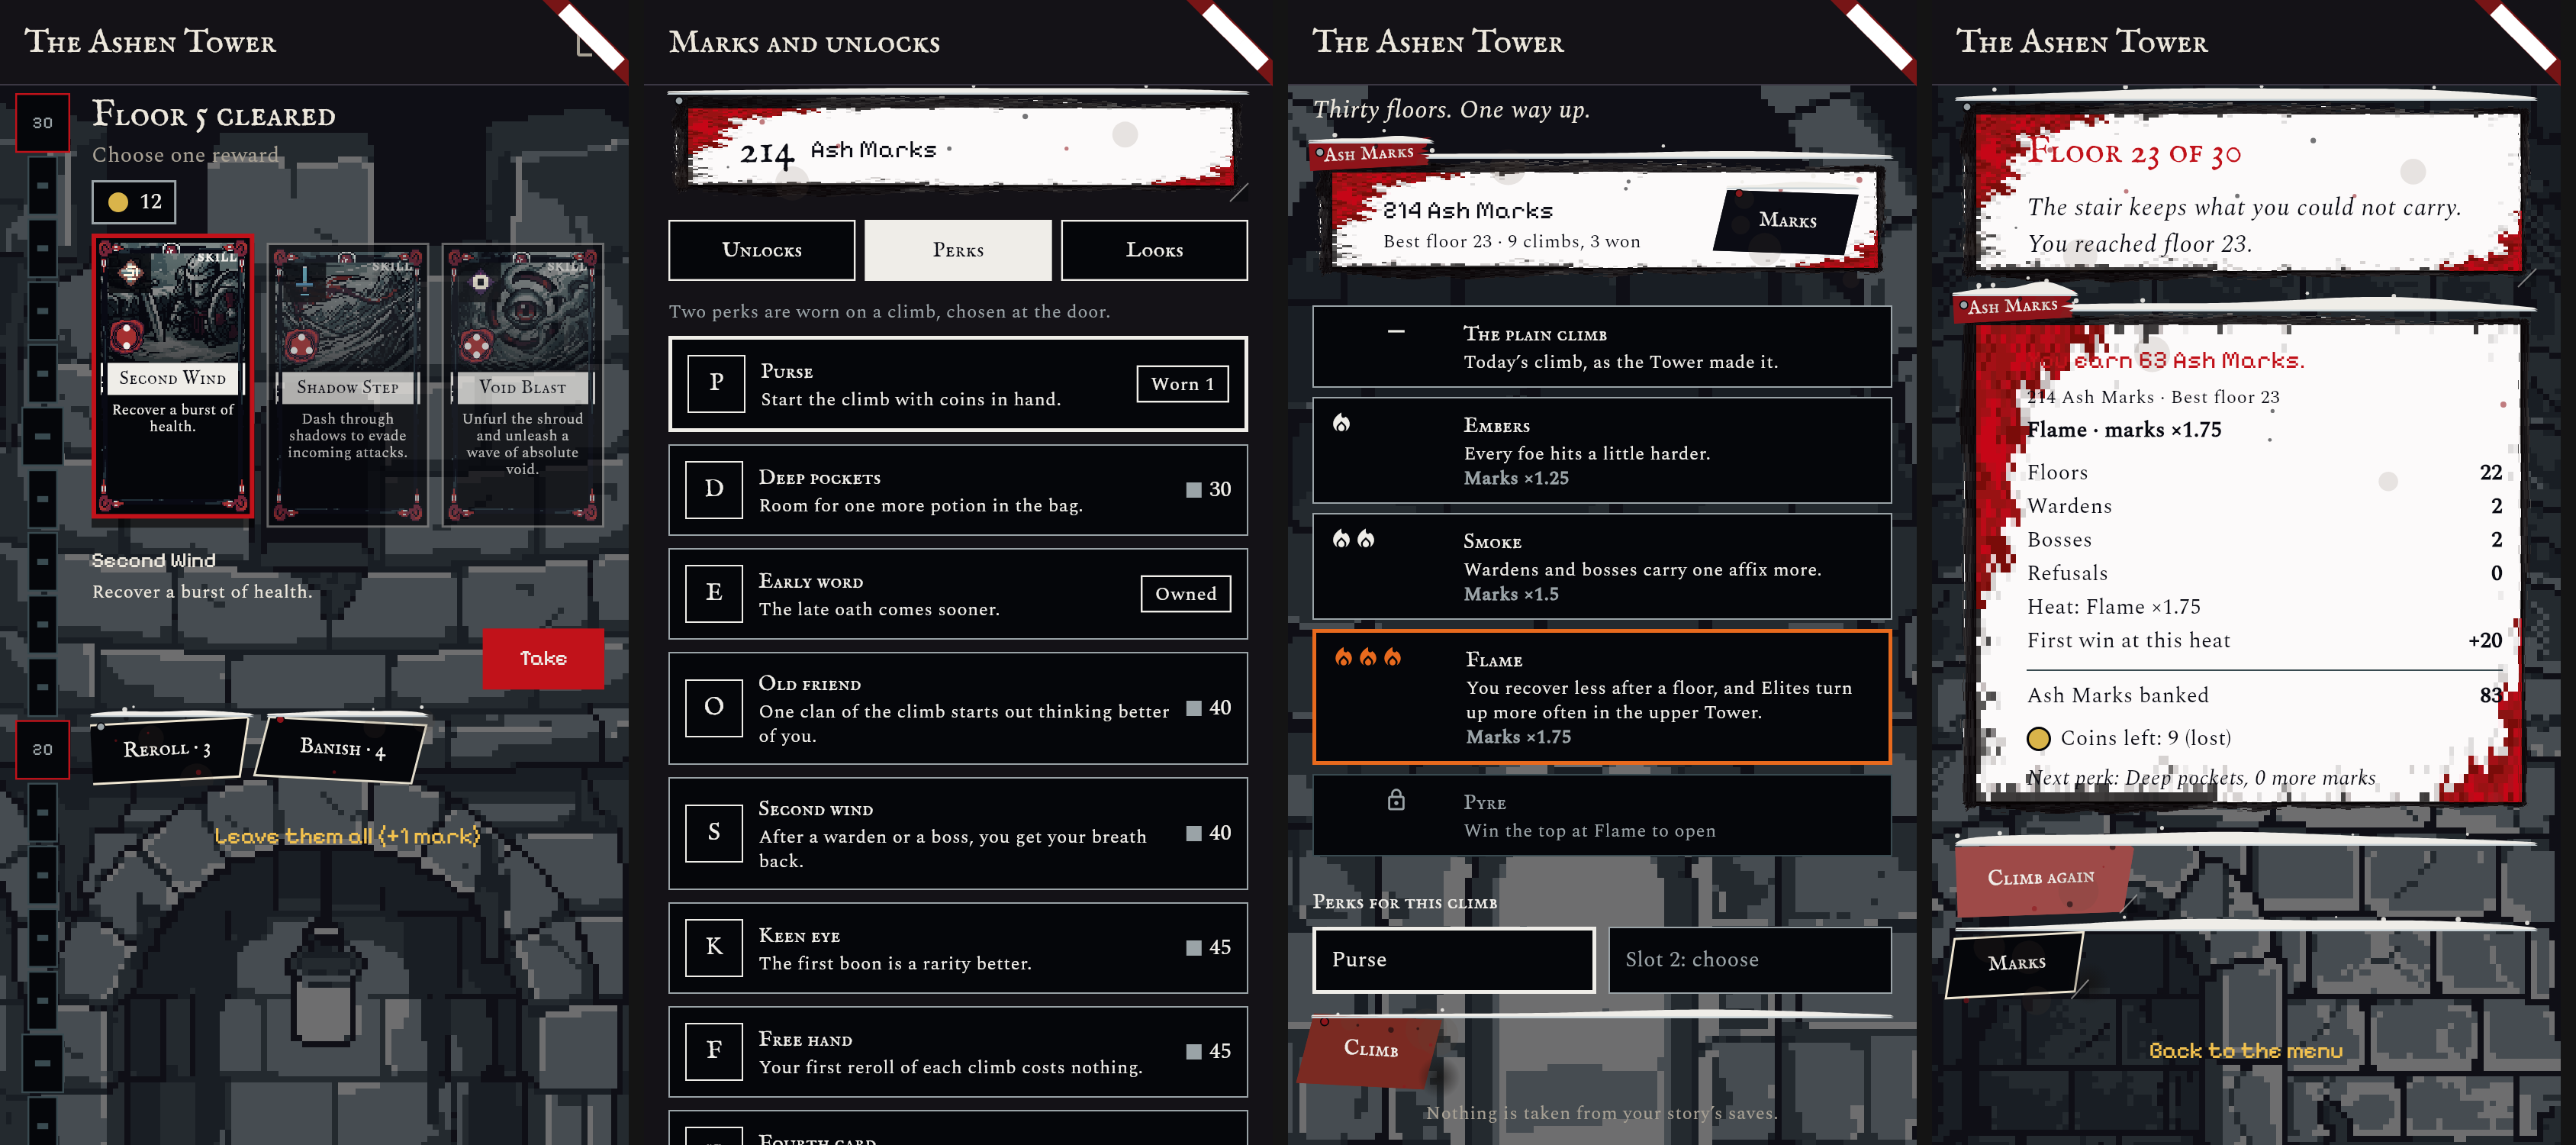 The Ashen Tower
30
Floor 5 cleared
Choose one reward
12
SKILL
SKILL
SKILL
Second Wind
Recover a burst of
health.
Shadow Step
Dash through
shadows to evade
incoming attacks.
Void Blast
Unfurl the shroud
and unleash a
wave of absolute
void.
Second Wind
Recover a burst of health.
Take
20
Reroll · 3
Banish · 4
Leave them all (+1 mark)
Marks and unlocks
214 Ash Marks
Unlocks
Perks
Looks
Two perks are worn on a climb, chosen at the door.
P
Purse
Start the climb with coins in hand.
Worn 1
D
Deep pockets
Room for one more potion in the bag.
30
E
Early word
The late oath comes sooner.
Owned
O
Old friend
One clan of the climb starts out thinking better
of you.
40
S
Second wind
After a warden or a boss, you get your breath
back.
40
K
Keen eye
The first boon is a rarity better.
45
F
Free hand
Your first reroll of each climb costs nothing.
45
Fourth card
The Ashen Tower
Thirty floors. One way up.
Ash Marks
214 Ash Marks
Best floor 23 · 9 climbs, 3 won
Marks
The plain climb
Today's climb, as the Tower made it.
Embers
Every foe hits a little harder.
Marks ×1.25
Smoke
Wardens and bosses carry one affix more.
Marks ×1.5
Flame
You recover less after a floor, and Elites turn
up more often in the upper Tower.
Marks ×1.75
Pyre
Win the top at Flame to open
Perks for this climb
Purse
Slot 2: choose
Climb
Nothing is taken from your story's saves.
The Ashen Tower
Floor 23 of 30
The stair keeps what you could not carry.
You reached floor 23.
Ash Marks
earn 63 Ash Marks.
214 Ash Marks · Best floor 23
Flame · marks ×1.75
Floors 22
Wardens 2
Bosses 2
Refusals 0
Heat: Flame ×1.75
First win at this heat +20
Ash Marks banked 83
Coins left: 9 (lost)
Next perk: Deep pockets, 0 more marks
Climb again
Marks
Back to the menu